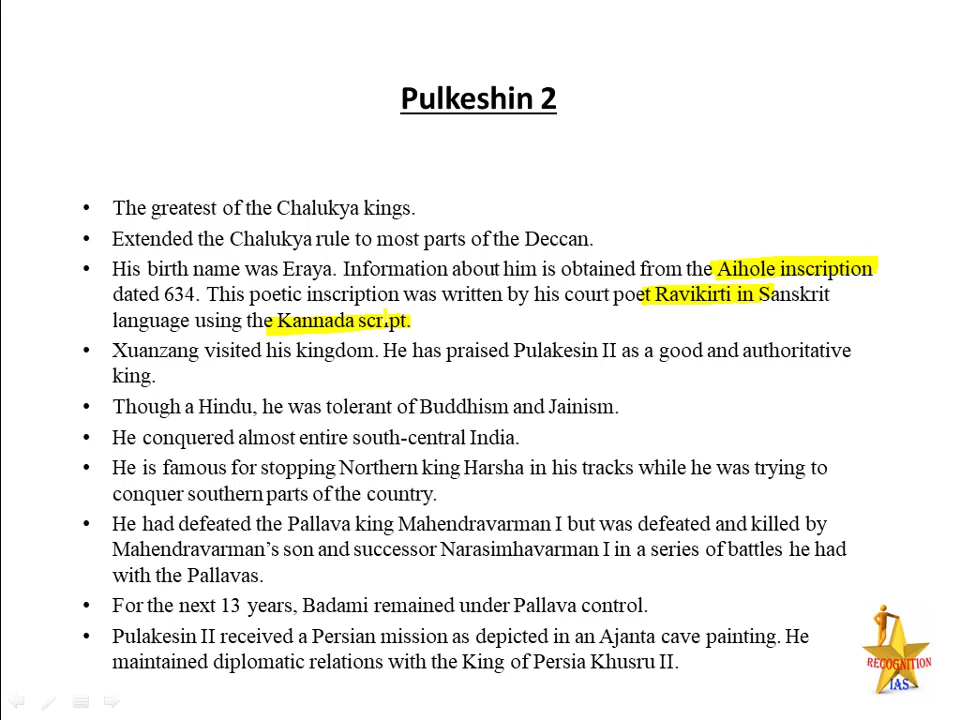 Pulkeshin 2
• The greatest of the Chalukya kings.
• Extended the Chalukya rule to most parts of the Deccan.
• His birth name was Eraya. Information about him is obtained from the Aihole inscription
dated 634. This poetic inscription was written by his court poet Ravikirti in Sanskrit
language using the Kannada script.
• Xuanzang visited his kingdom. He has praised Pulakesin II as a good and authoritative
king.
• Though a Hindu, he was tolerant of Buddhism and Jainism.
• He conquered almost entire south-central India.
• He is famous for stopping Northern king Harsha in his tracks while he was trying to
conquer southern parts of the country.
• He had defeated the Pallava king Mahendravarman I but was defeated and killed by
Mahendravarman’s son and successor Narasimhavarman I in a series of battles he had
with the Pallavas.
• For the next 13 years, Badami remained under Pallava control.
• Pulakesin II received a Persian mission as depicted in an Ajanta cave painting. He
maintained diplomatic relations with the King of Persia Khusru II.
RECOGNITION
IAS